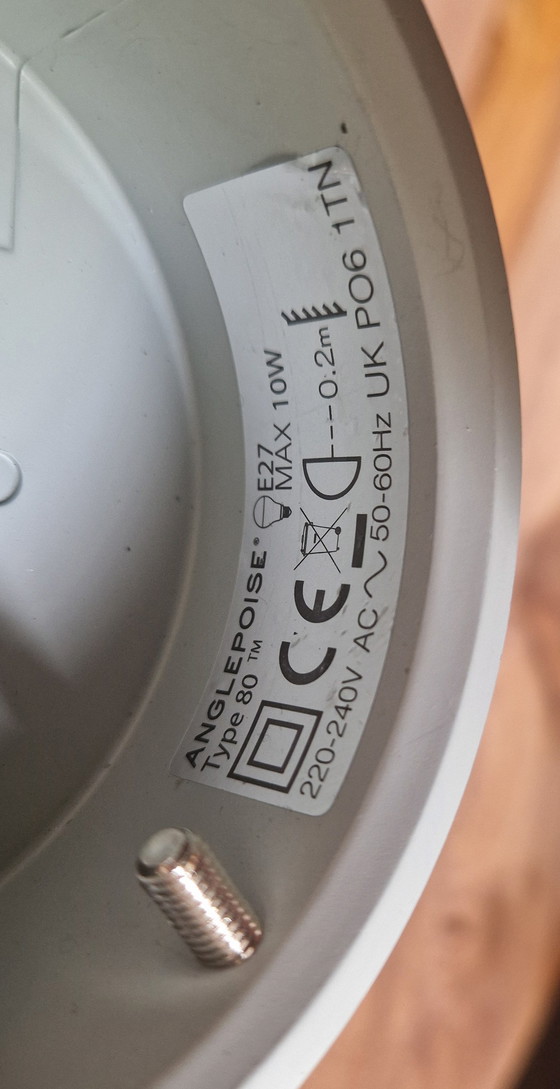 ANGLEPOISE®
Type 80™
E27
MAX 10W
CE
0.2m
220-240V AC ~ 50-60Hz UK PO6 1TN